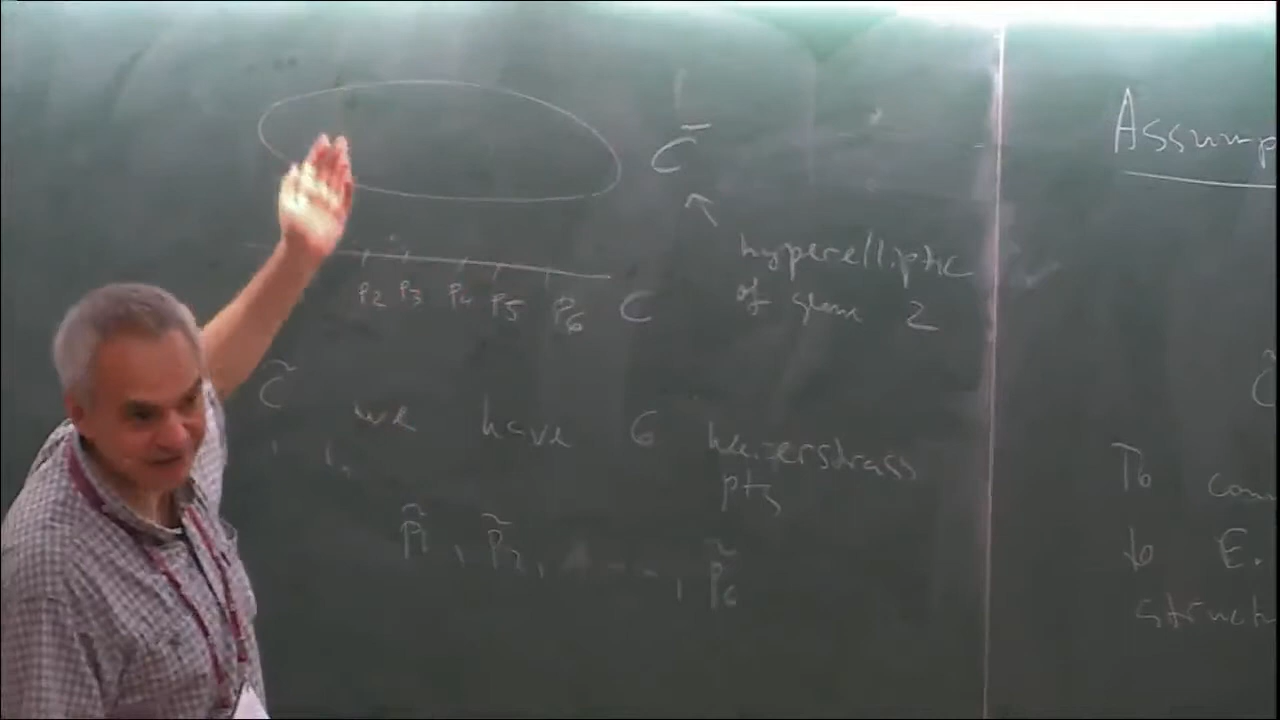 C̃
P2 P3 P4 P5 P6 C
hyperelliptic
of genus 2
C̃ we have 6 Weierstrass
pts
P̃1, P̃2, ---, P̃6
Assump
C̃
To com
to E.
struct